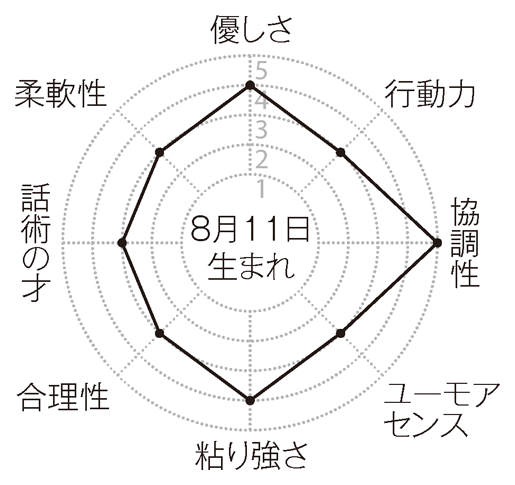 優しさ
行動力
協調性
ユーモア
センス
粘り強さ
合理性
話術の才
柔軟性
5
4
3
2
1
8月11日
生まれ